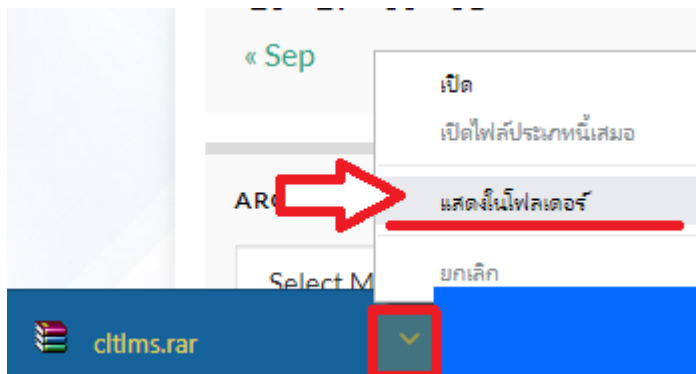 « Sep
เปิด
เปิดไฟล์ประเภทนี้เสมอ
แสดงในโฟลเดอร์
Select M
ยกเลิก
cltlms.rar